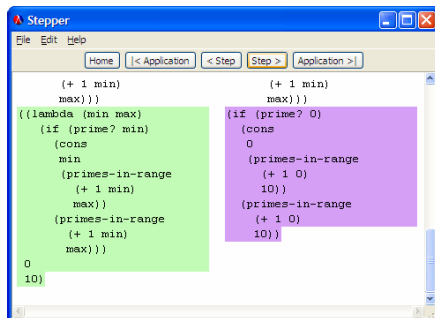 Stepper
File Edit Help
Home |< Application < Step Step > Application >|
(+ 1 min)
max)))
((lambda (min max)
(if (prime? min)
(cons
min
(primes-in-range
(+ 1 min)
max))
(primes-in-range
(+ 1 min)
max)))
0
10)
(+ 1 min)
max)))
(if (prime? 0)
(cons
0
(primes-in-range
(+ 1 0)
10))
(primes-in-range
(+ 1 0)
10))